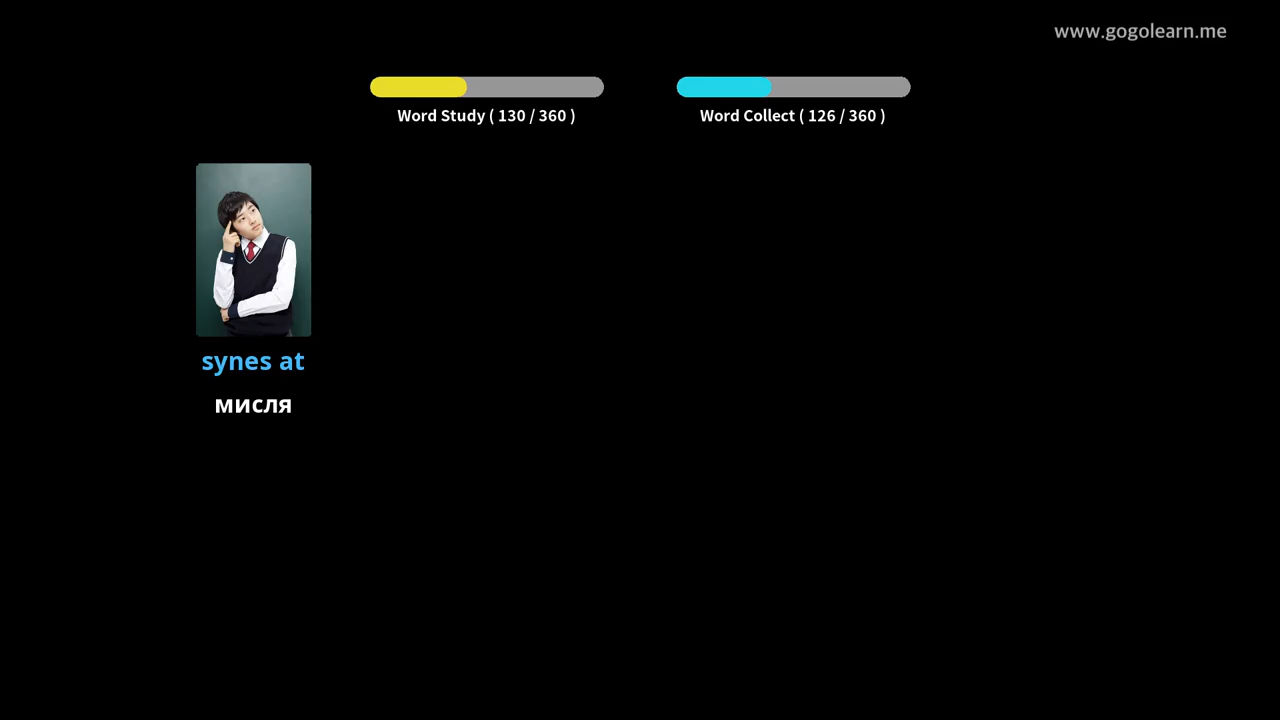 www.gogolearn.me
Word Study ( 130 / 360 )
Word Collect ( 126 / 360 )
synes at
мисля